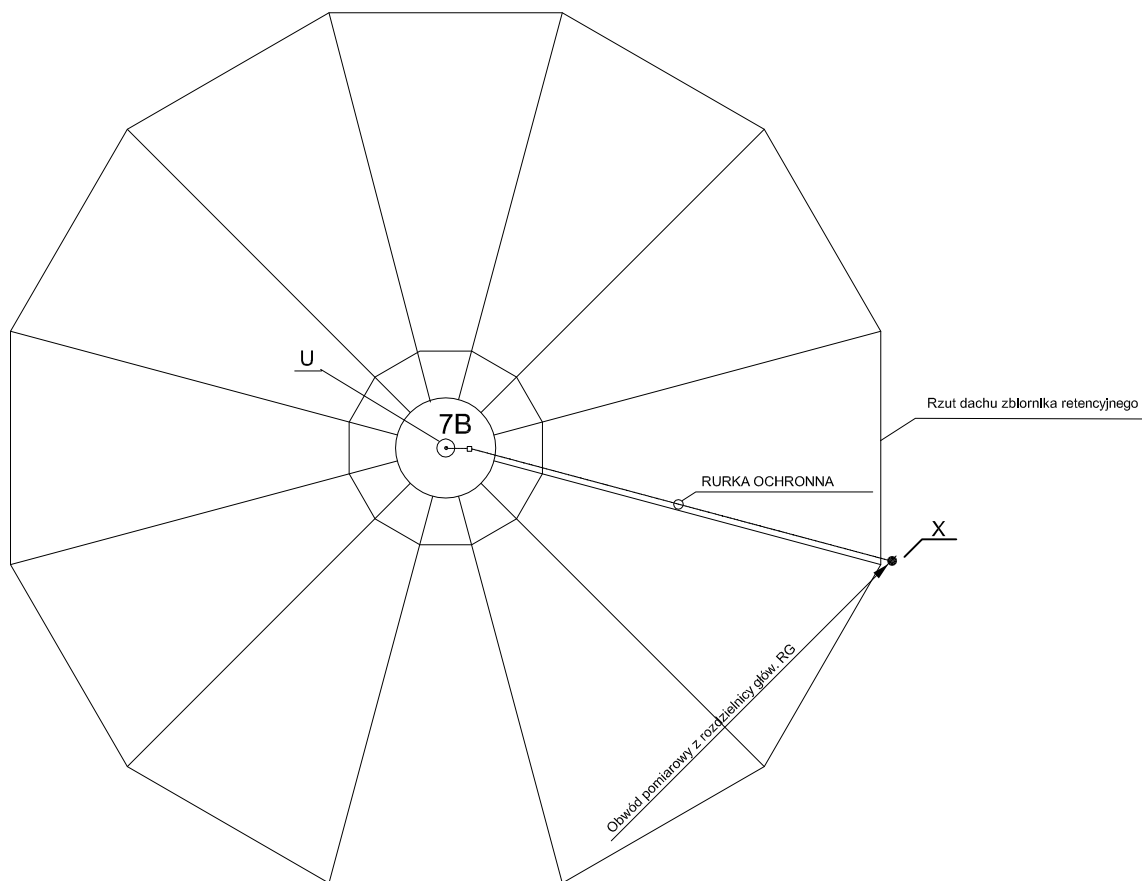 U
7B
Rzut dachu zbiornika retencyjnego
RURKA OCHRONNA
X
Obwód pomiarowy z rozdzielnicy głów. RG